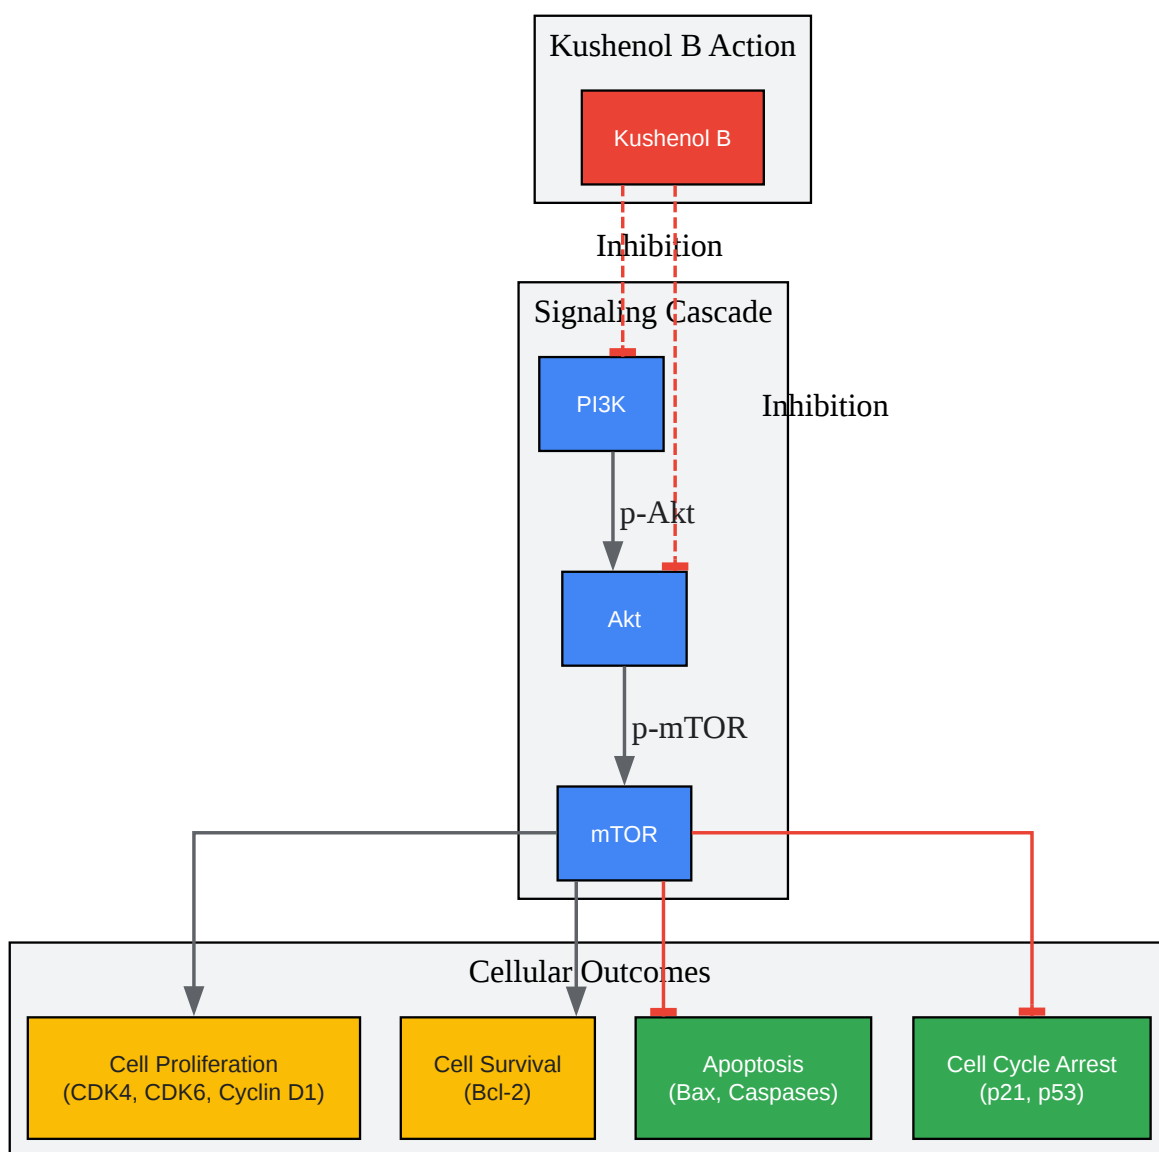 Kushenol B Action
Kushenol B
Inhibition
Signaling Cascade
PI3K
Inhibition
p-Akt
Akt
p-mTOR
mTOR
Cellular Outcomes
Cell Proliferation
(CDK4, CDK6, Cyclin D1)
Cell Survival
(Bcl-2)
Apoptosis
(Bax, Caspases)
Cell Cycle Arrest
(p21, p53)